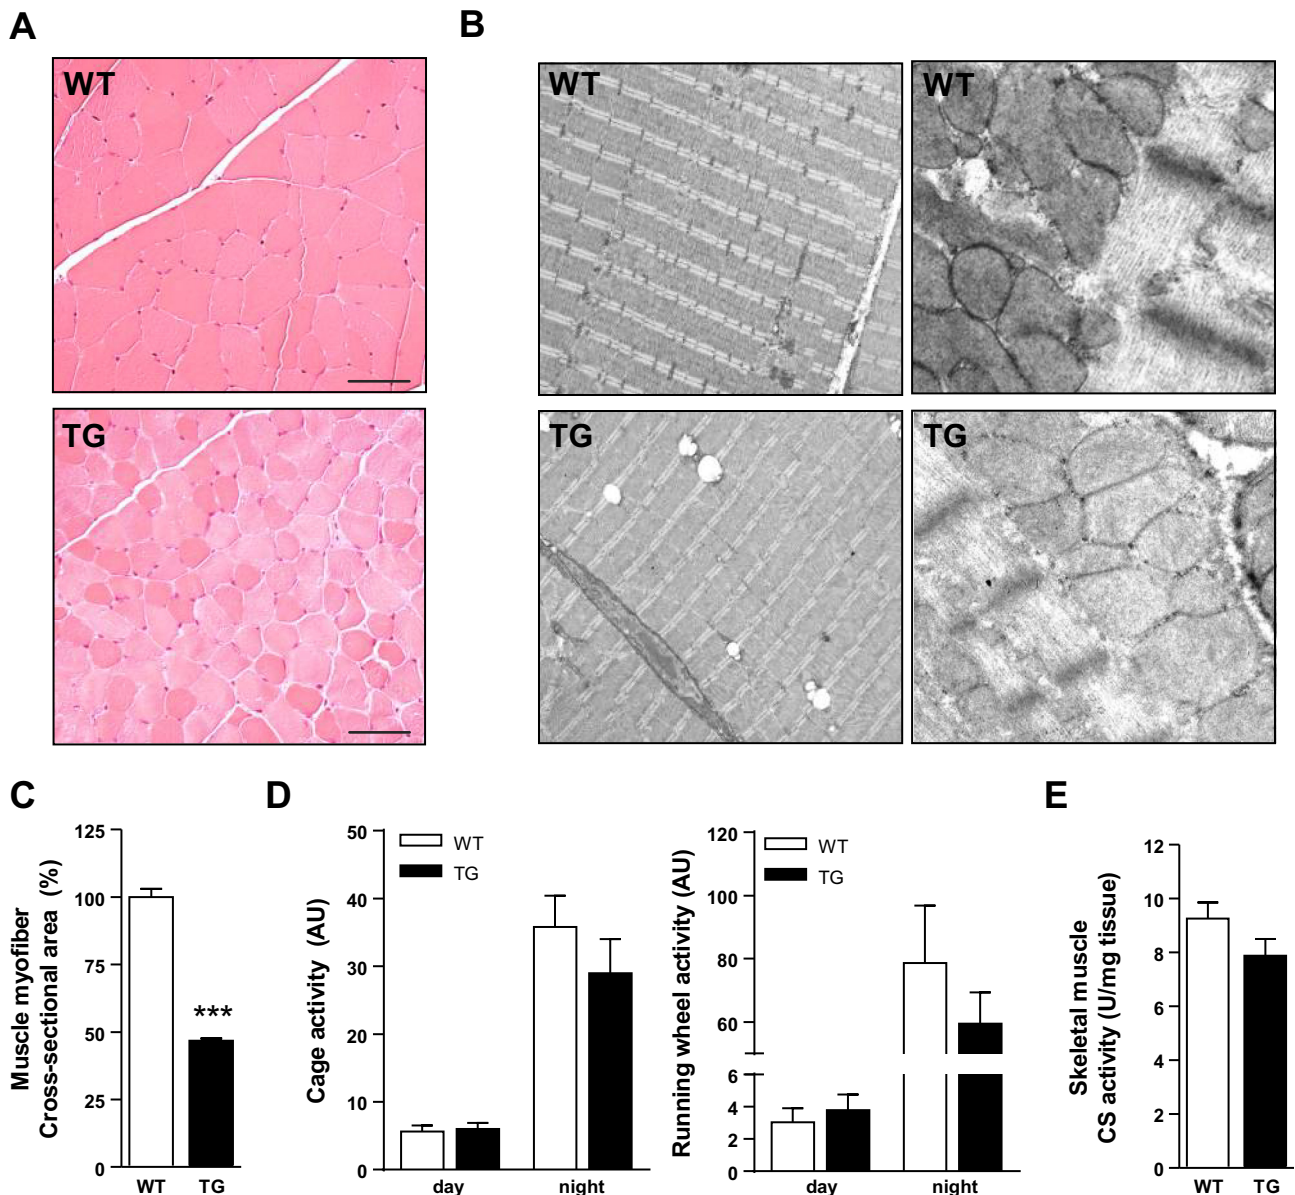 A
B
WT
WT
WT
TG
TG
TG
C
D
E
Muscle myofiber
Cross-sectional area (%)
125
100
75
50
25
0
***
WT TG
Cage activity (AU)
50
40
30
20
10
0
WT
TG
day night
Running wheel activity (AU)
120
100
80
60
6
4
2
0
WT
TG
day night
Skeletal muscle
CS activity (U/mg tissue)
12
10
8
6
4
2
0
WT TG